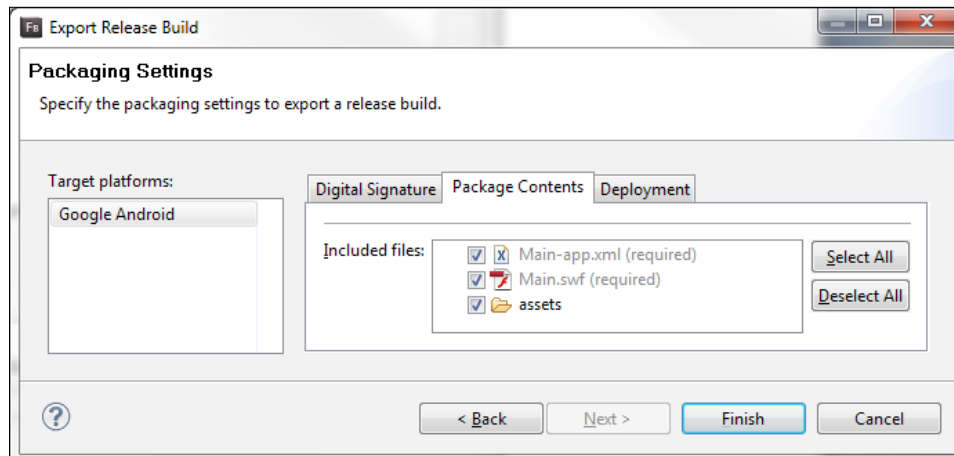 FB Export Release Build
Packaging Settings
Specify the packaging settings to export a release build.
Target platforms:
Google Android
Digital Signature Package Contents Deployment
Included files:
Main-app.xml (required)
Main.swf (required)
assets
Select All
Deselect All
? < Back Next > Finish Cancel